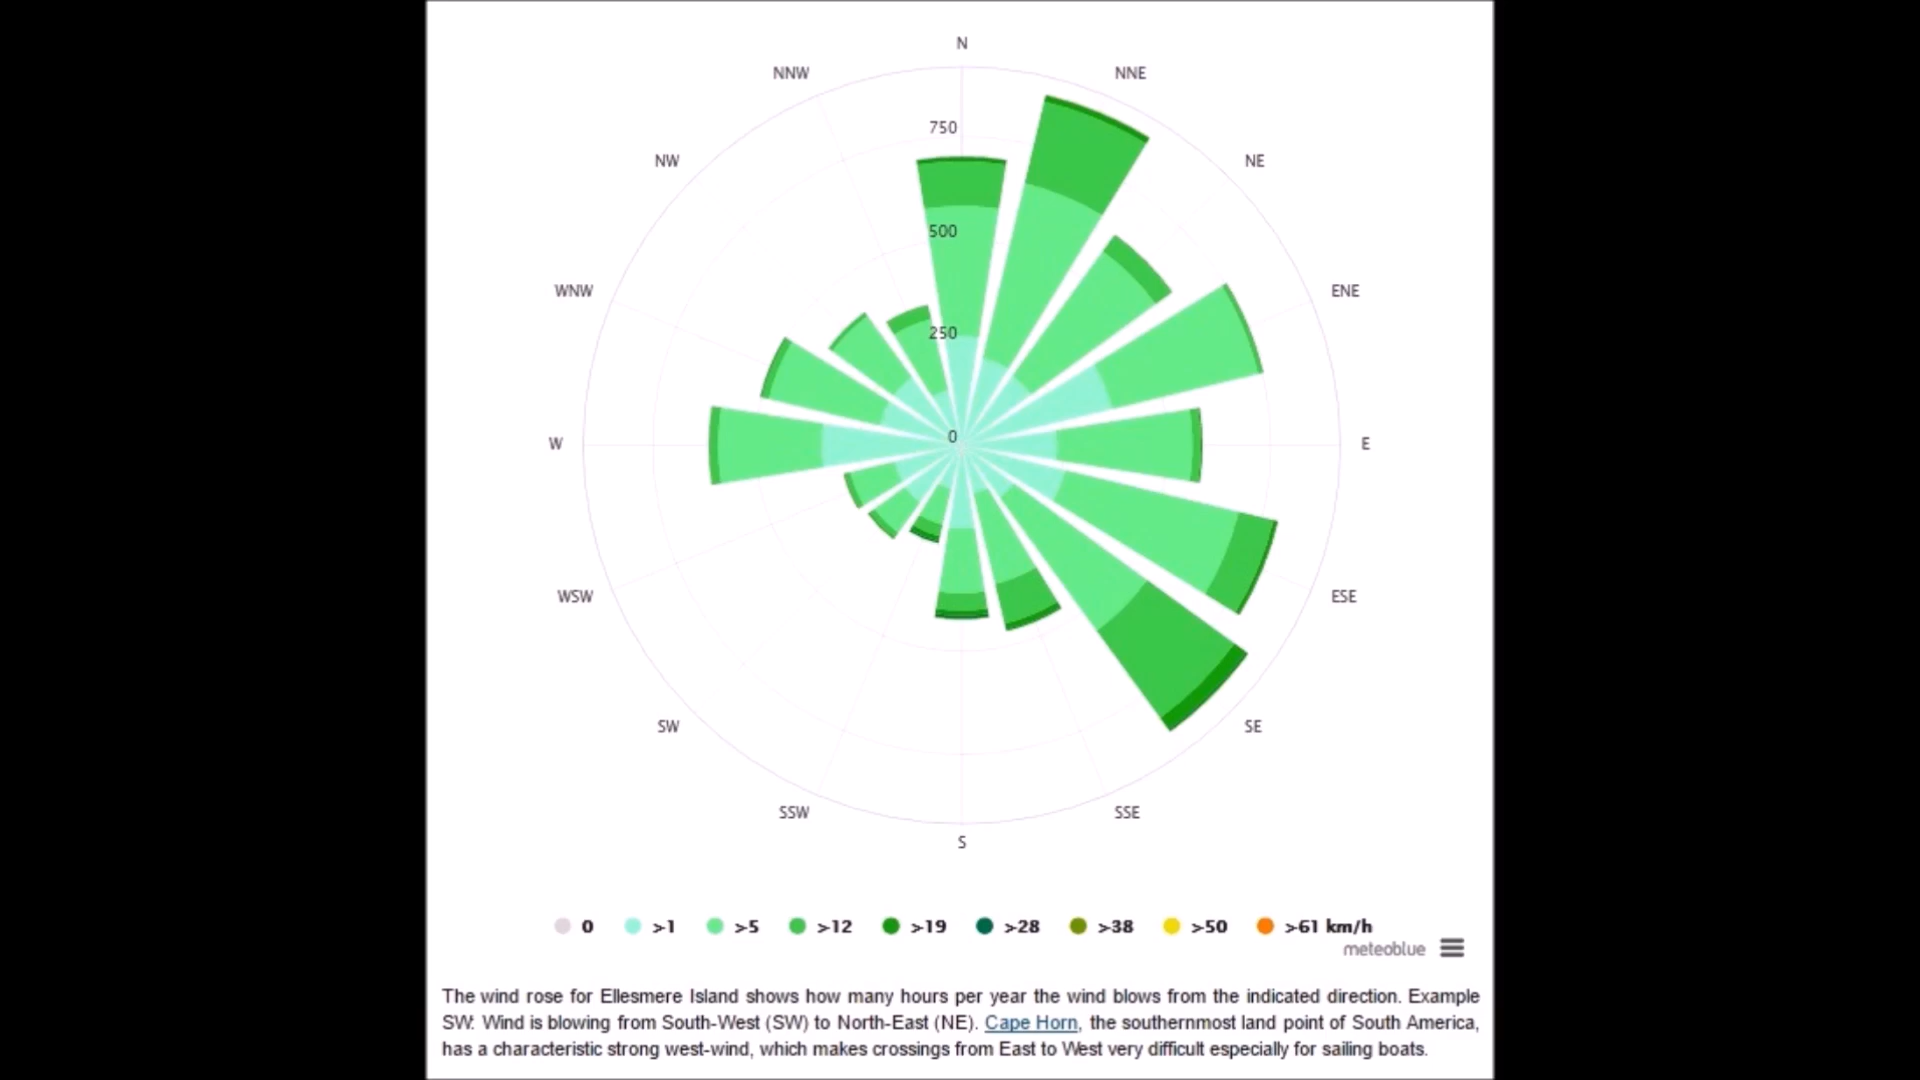 N
NNW
NNE
750
NW
NE
500
WNW
ENE
250
0
W
E
WSW
ESE
SW
SE
SSW
SSE
S
0 >1 >5 >12 >19 >28 >38 >50 >61 km/h
meteoblue
The wind rose for Ellesmere Island shows how many hours per year the wind blows from the indicated direction. Example
SW: Wind is blowing from South-West (SW) to North-East (NE). Cape Horn, the southernmost land point of South America,
has a characteristic strong west-wind, which makes crossings from East to West very difficult especially for sailing boats.